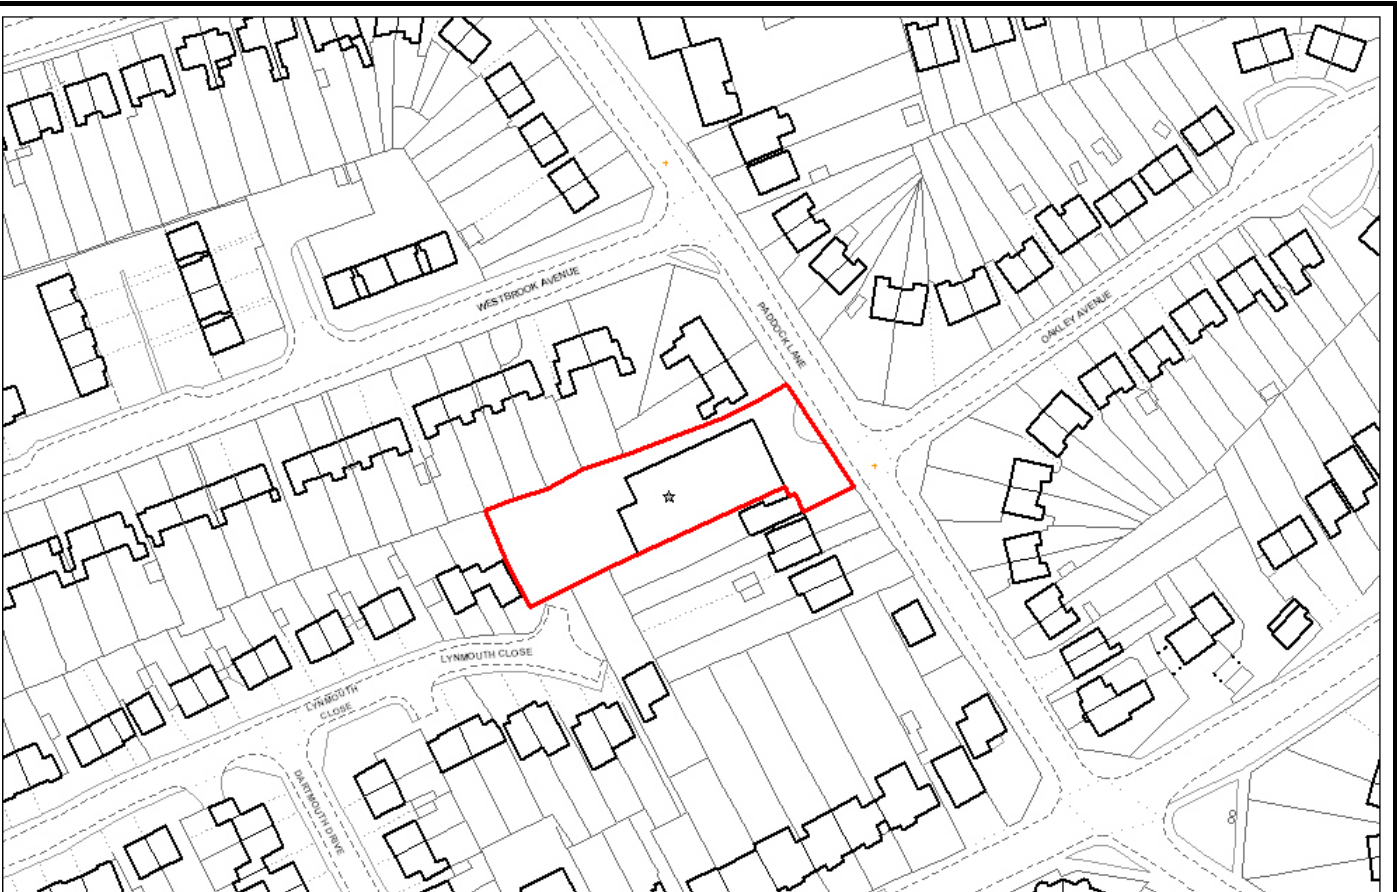 WESTBROOK AVENUE
PADDOCK LANE
OAKLEY AVENUE
LYNMOUTH CLOSE
LYNMOUTH
CLOSE
DARTMOUTH DRIVE